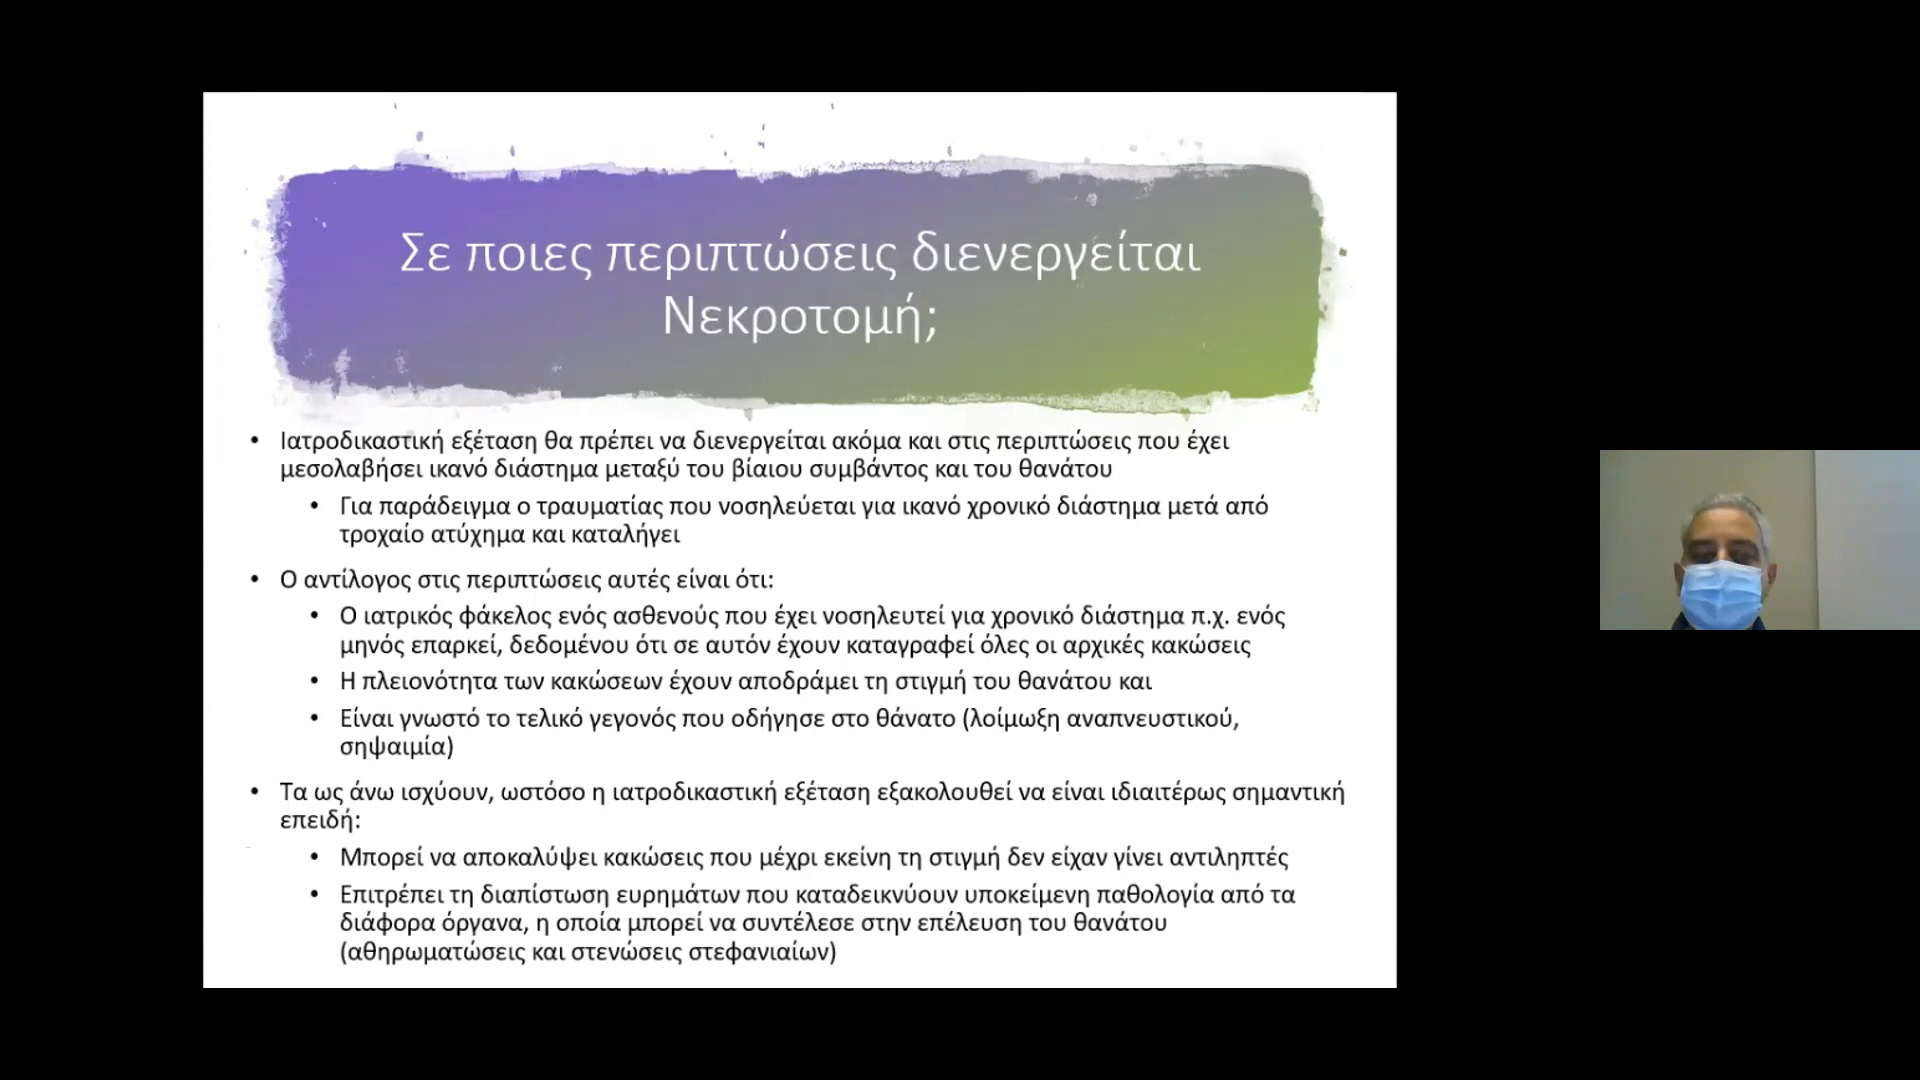 Σε ποιες περιπτώσεις διενεργείται
Νεκροτομή;
• Ιατροδικαστική εξέταση θα πρέπει να διενεργείται ακόμα και στις περιπτώσεις που έχει
μεσολαβήσει ικανό διάστημα μεταξύ του βίαιου συμβάντος και του θανάτου
• Για παράδειγμα ο τραυματίας που νοσηλεύεται για ικανό χρονικό διάστημα μετά από
τροχαίο ατύχημα και καταλήγει
• Ο αντίλογος στις περιπτώσεις αυτές είναι ότι:
• Ο ιατρικός φάκελος ενός ασθενούς που έχει νοσηλευτεί για χρονικό διάστημα π.χ. ενός
μηνός επαρκεί, δεδομένου ότι σε αυτόν έχουν καταγραφεί όλες οι αρχικές κακώσεις
• Η πλειονότητα των κακώσεων έχουν αποδράμει τη στιγμή του θανάτου και
• Είναι γνωστό το τελικό γεγονός που οδήγησε στο θάνατο (λοίμωξη αναπνευστικού,
σηψαιμία)
• Τα ως άνω ισχύουν, ωστόσο η ιατροδικαστική εξέταση εξακολουθεί να είναι ιδιαιτέρως σημαντική
επειδή:
• Μπορεί να αποκαλύψει κακώσεις που μέχρι εκείνη τη στιγμή δεν είχαν γίνει αντιληπτές
• Επιτρέπει τη διαπίστωση ευρημάτων που καταδεικνύουν υποκείμενη παθολογία από τα
διάφορα όργανα, η οποία μπορεί να συντέλεσε στην επέλευση του θανάτου
(αθηρωματώσεις και στενώσεις στεφανιαίων)